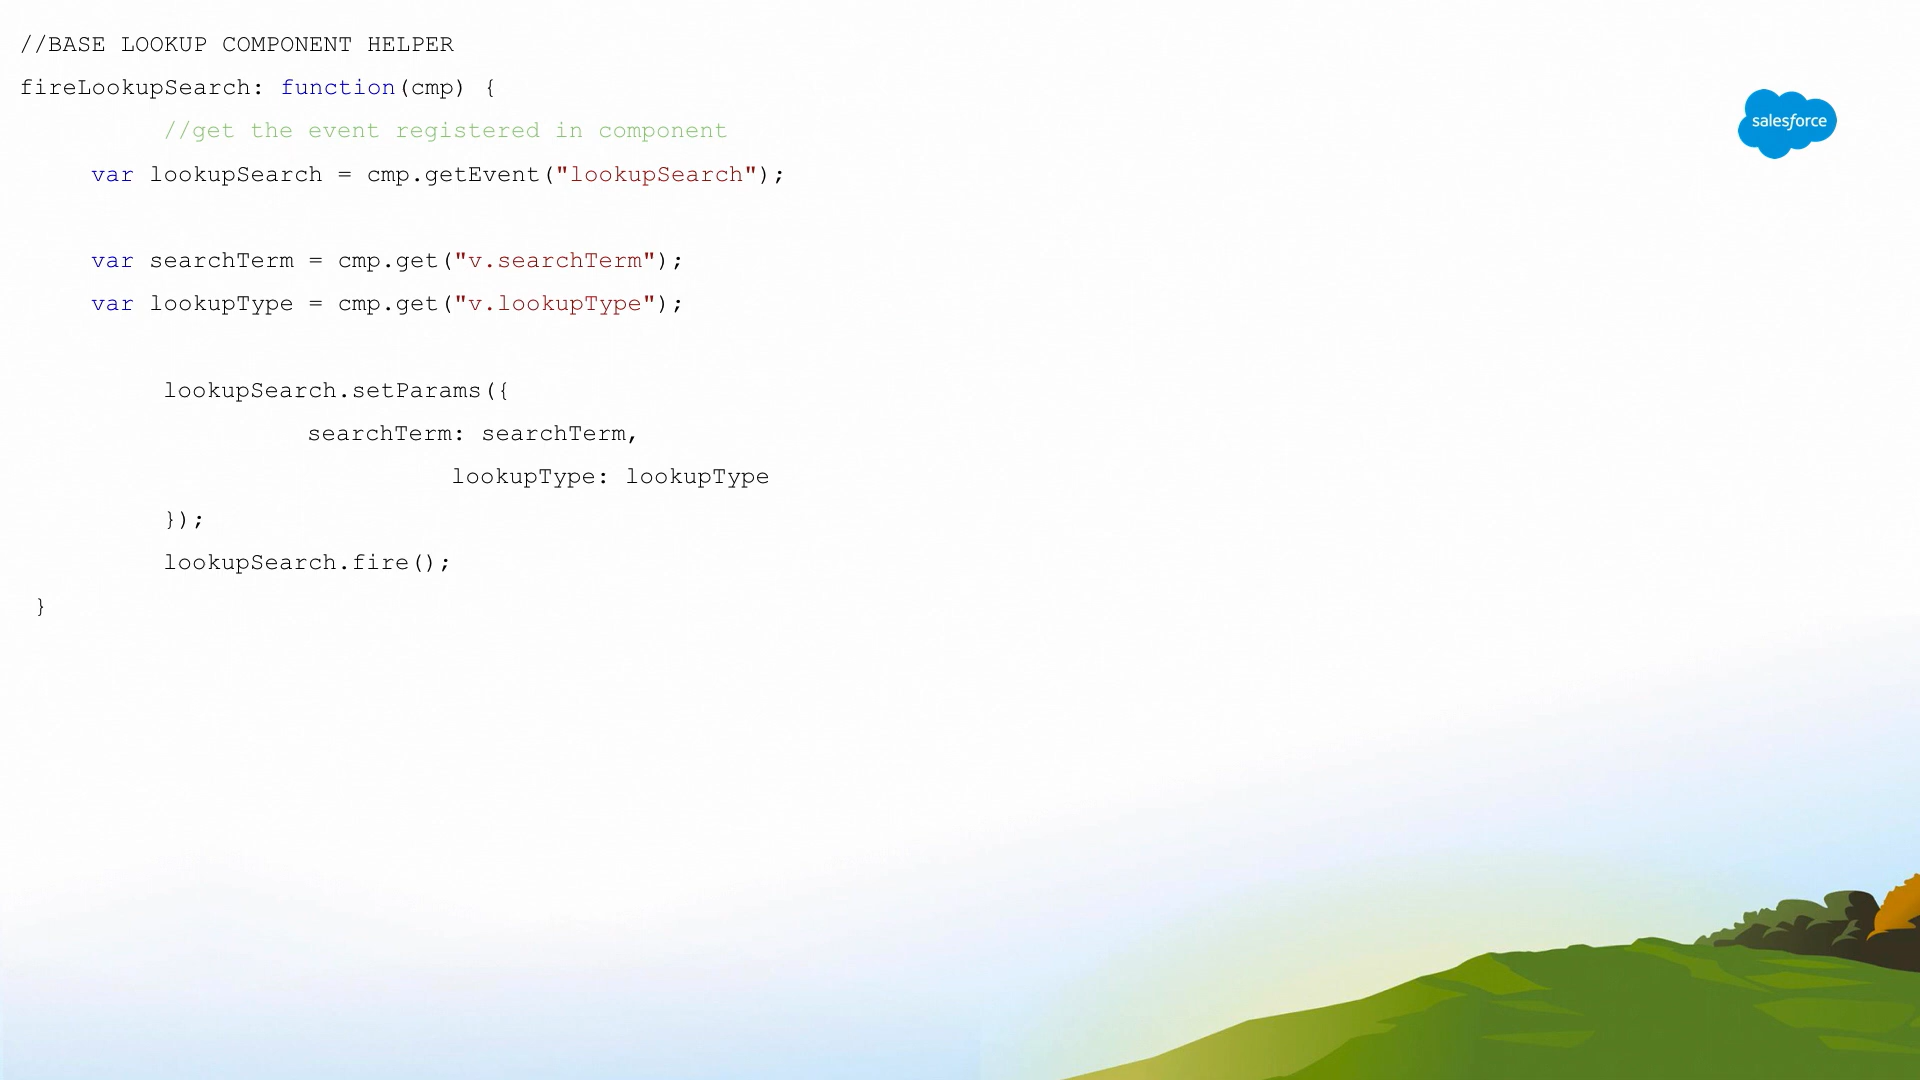 //BASE LOOKUP COMPONENT HELPER
fireLookupSearch: function(cmp) {
//get the event registered in component
var lookupSearch = cmp.getEvent("lookupSearch");
var searchTerm = cmp.get("v.searchTerm");
var lookupType = cmp.get("v.lookupType");
lookupSearch.setParams({
searchTerm: searchTerm,
lookupType: lookupType
});
lookupSearch.fire();
}
salesforce